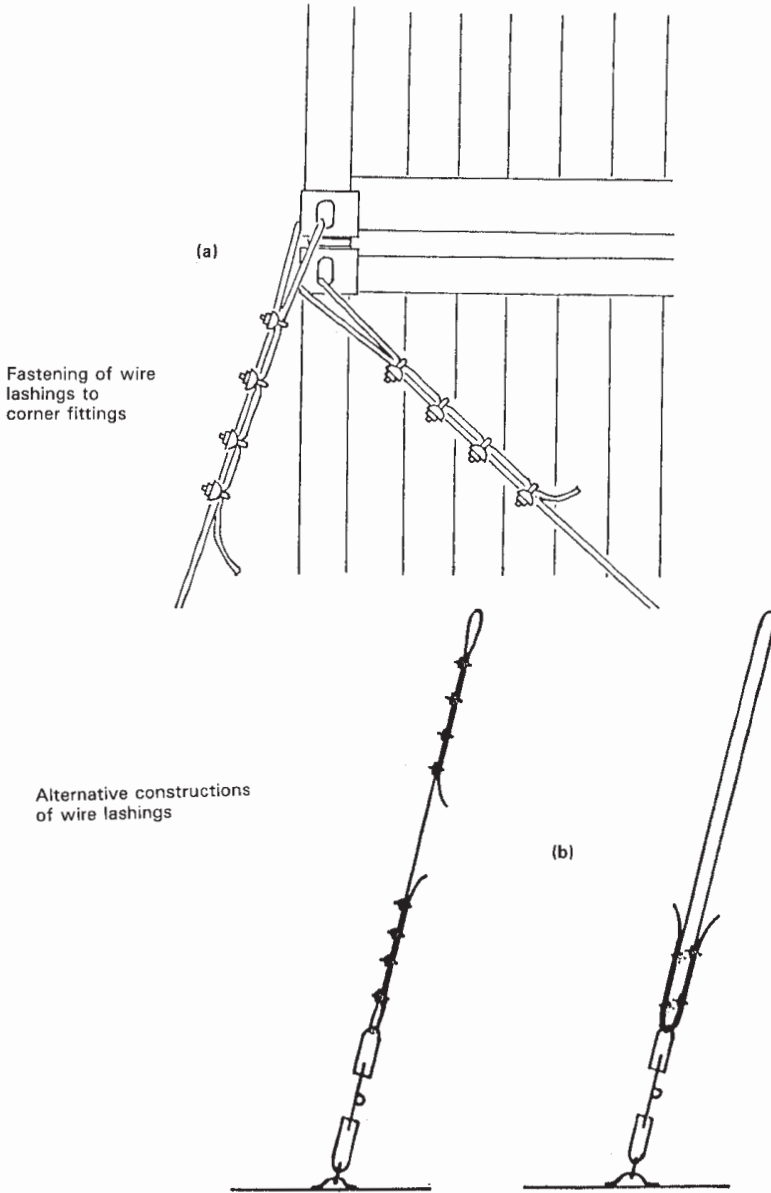 (a)
Fastening of wire
lashings to
corner fittings
Alternative constructions
of wire lashings
(b)